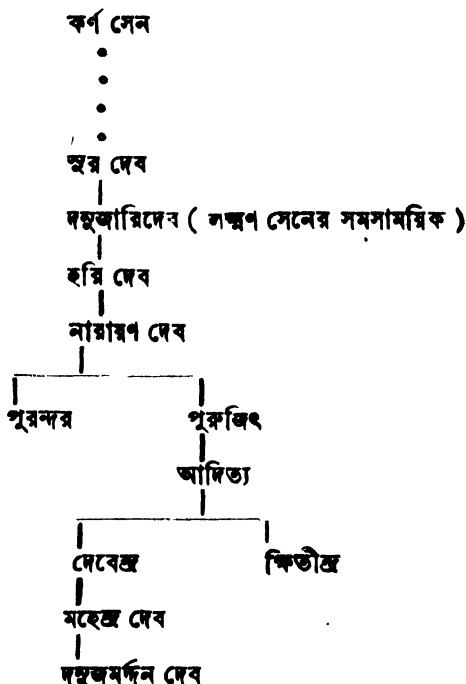 কর্ণ সেন
সুর দেব
দনুজারিদেব ( লক্ষ্মণ সেনের সমসাময়িক )
হরি দেব
নারায়ণ দেব
পুরন্দর পুরুজিৎ
আদিত্য
দেবেন্দ্র ক্ষিতীন্দ্র
মহেন্দ্র দেব
দনুজমর্দ্দন দেব